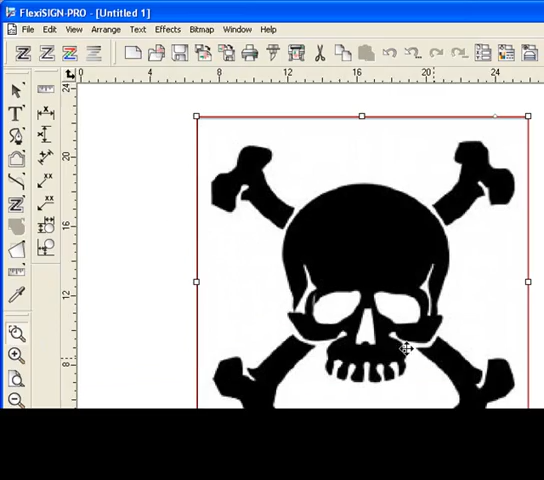 FlexiSIGN-PRO - [Untitled 1]
File Edit View Arrange Text Effects Bitmap Window Help
0 4 8 12 16 20 24
24
20
16
12
8